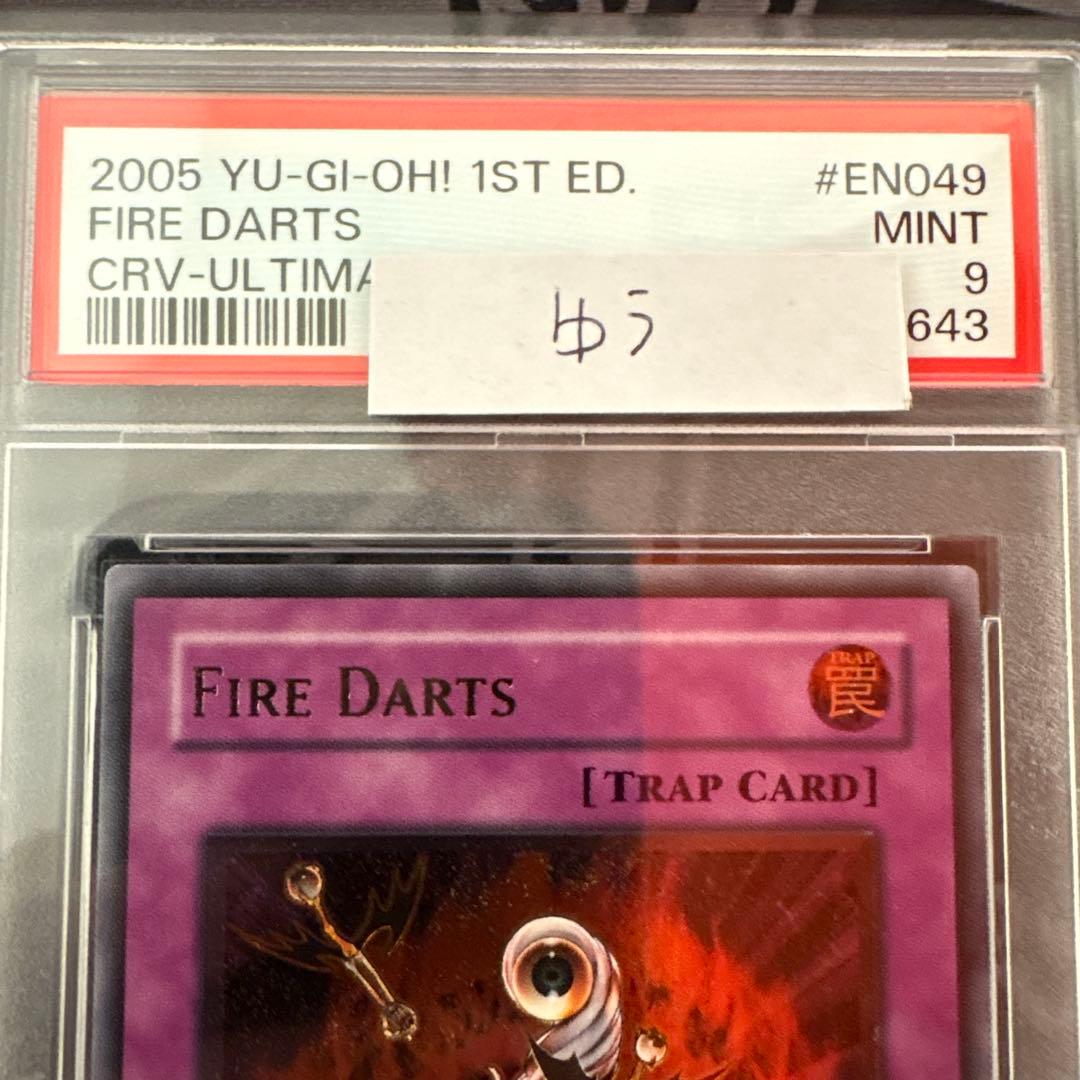 2005 YU-GI-OH! 1ST ED. #EN049
FIRE DARTS MINT
CRV-ULTIMA 9
643
ゆう
FIRE DARTS
TRAP
罠
[TRAP CARD]